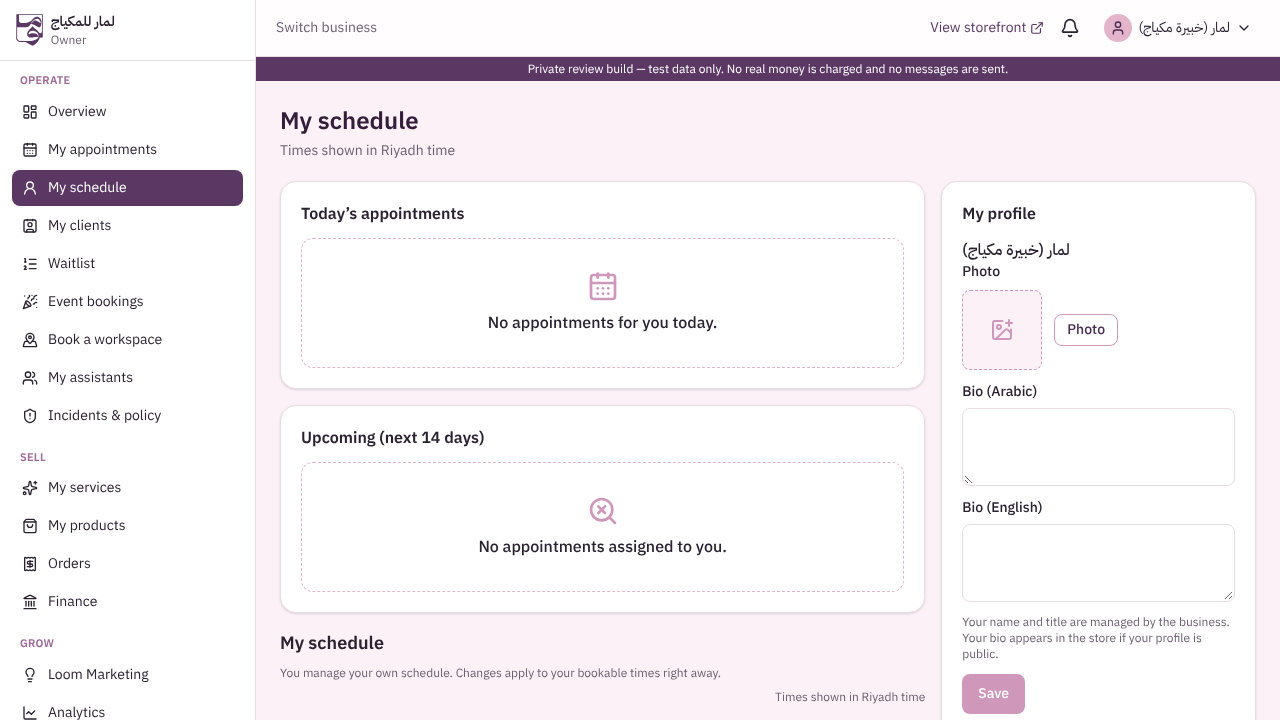 لمار للمكياج
Owner
OPERATE
Overview
My appointments
My schedule
My clients
Waitlist
Event bookings
Book a workspace
My assistants
Incidents & policy
SELL
My services
My products
Orders
Finance
GROW
Loom Marketing
Analytics
Switch business
View storefront
لمار (خبيرة مكياج)
Private review build — test data only. No real money is charged and no messages are sent.
My schedule
Times shown in Riyadh time
Today’s appointments
No appointments for you today.
Upcoming (next 14 days)
No appointments assigned to you.
My schedule
You manage your own schedule. Changes apply to your bookable times right away.
Times shown in Riyadh time
My profile
لمار (خبيرة مكياج)
Photo
Photo
Bio (Arabic)
Bio (English)
Your name and title are managed by the business.
Your bio appears in the store if your profile is
public.
Save